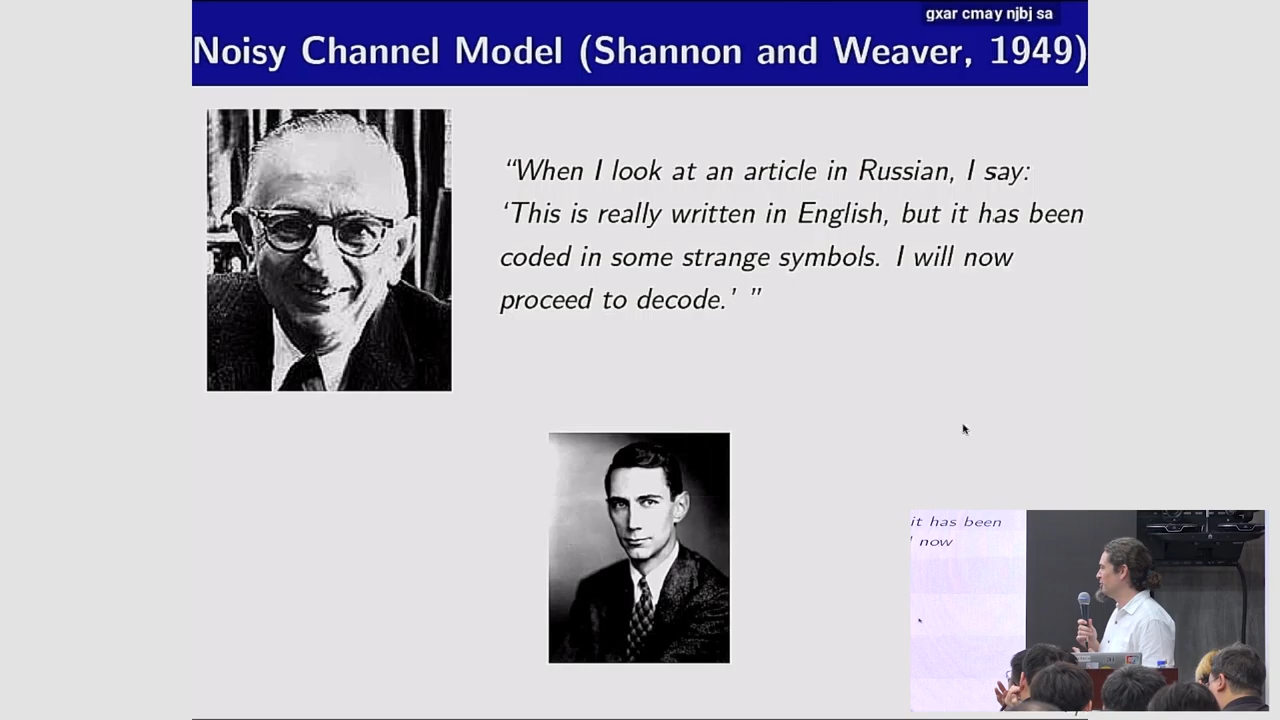 gxar cmay njbj sa
Noisy Channel Model (Shannon and Weaver, 1949)
“When I look at an article in Russian, I say:
‘This is really written in English, but it has been
coded in some strange symbols. I will now
proceed to decode.’ ”
it has been
now